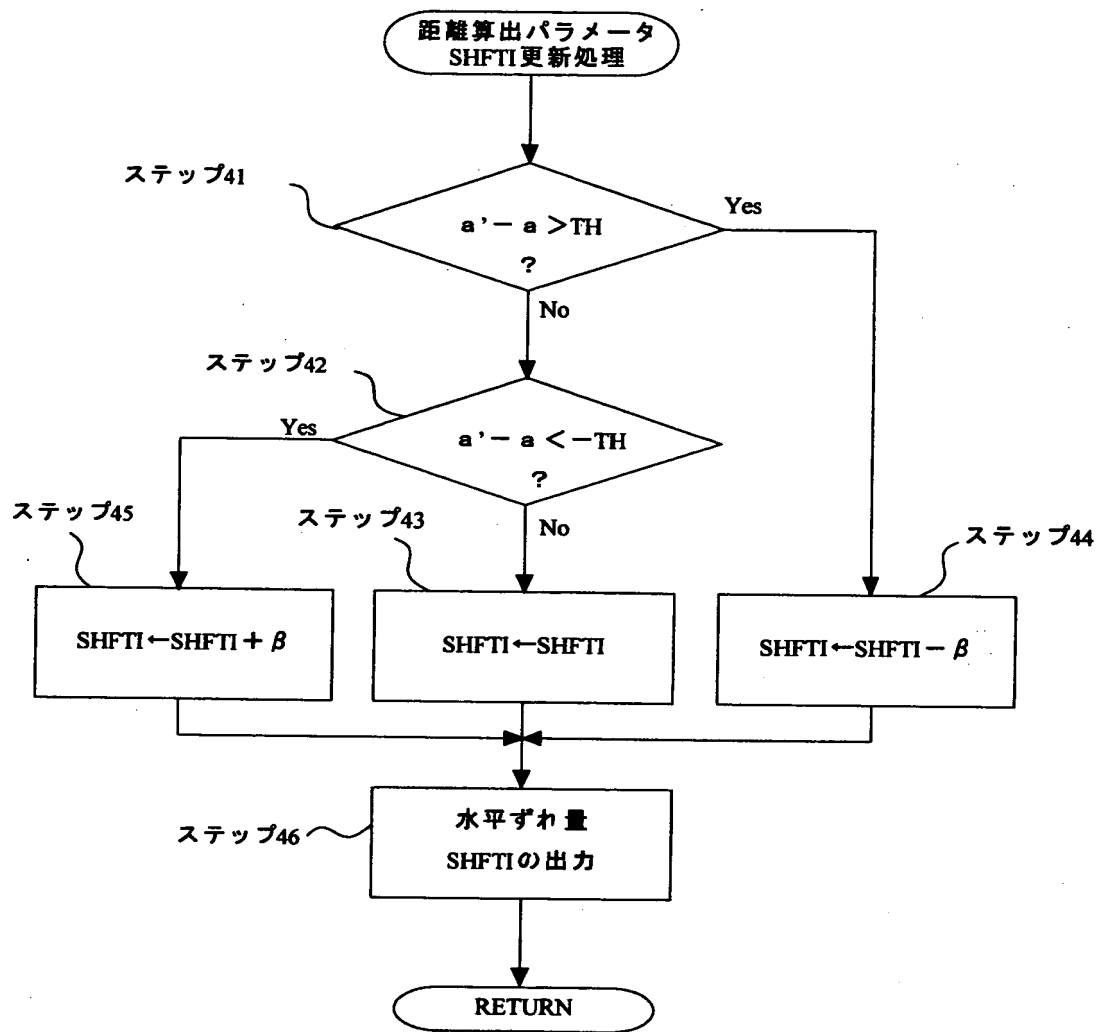 距離算出パラメータ
SHFTI更新処理
ステップ41
a'－a＞TH
?
Yes
No
ステップ42
a'－a＜－TH
?
Yes
No
ステップ45
ステップ43
ステップ44
SHFTI←SHFTI＋β
SHFTI←SHFTI
SHFTI←SHFTI－β
ステップ46
水平ずれ量
SHFTIの出力
RETURN